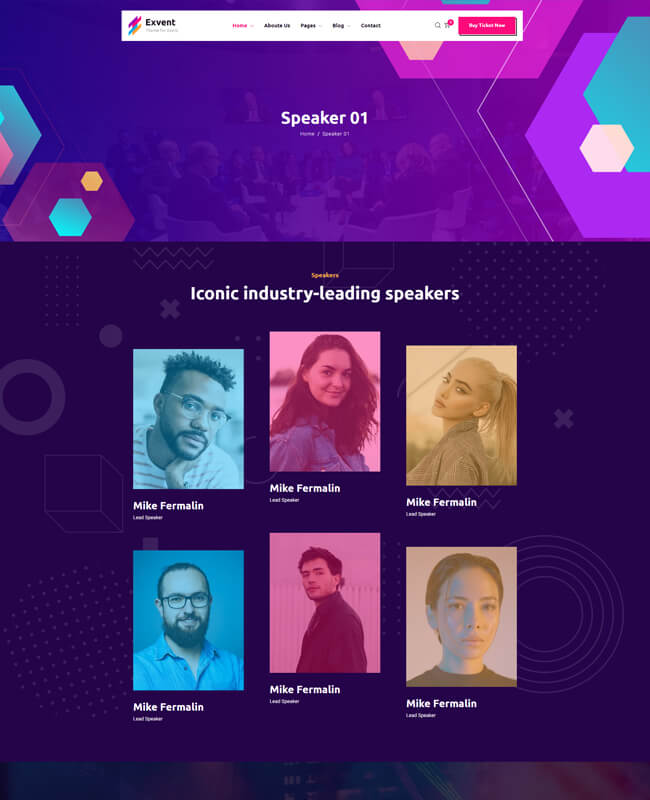 Exvent
Theme for Event
Home Aboute Us Pages Blog Contact
0
Buy Ticket Now
Speaker 01
Home / Speaker 01
Speakers
Iconic industry-leading speakers
Mike Fermalin
Lead Speaker
Mike Fermalin
Lead Speaker
Mike Fermalin
Lead Speaker
Mike Fermalin
Lead Speaker
Mike Fermalin
Lead Speaker
Mike Fermalin
Lead Speaker